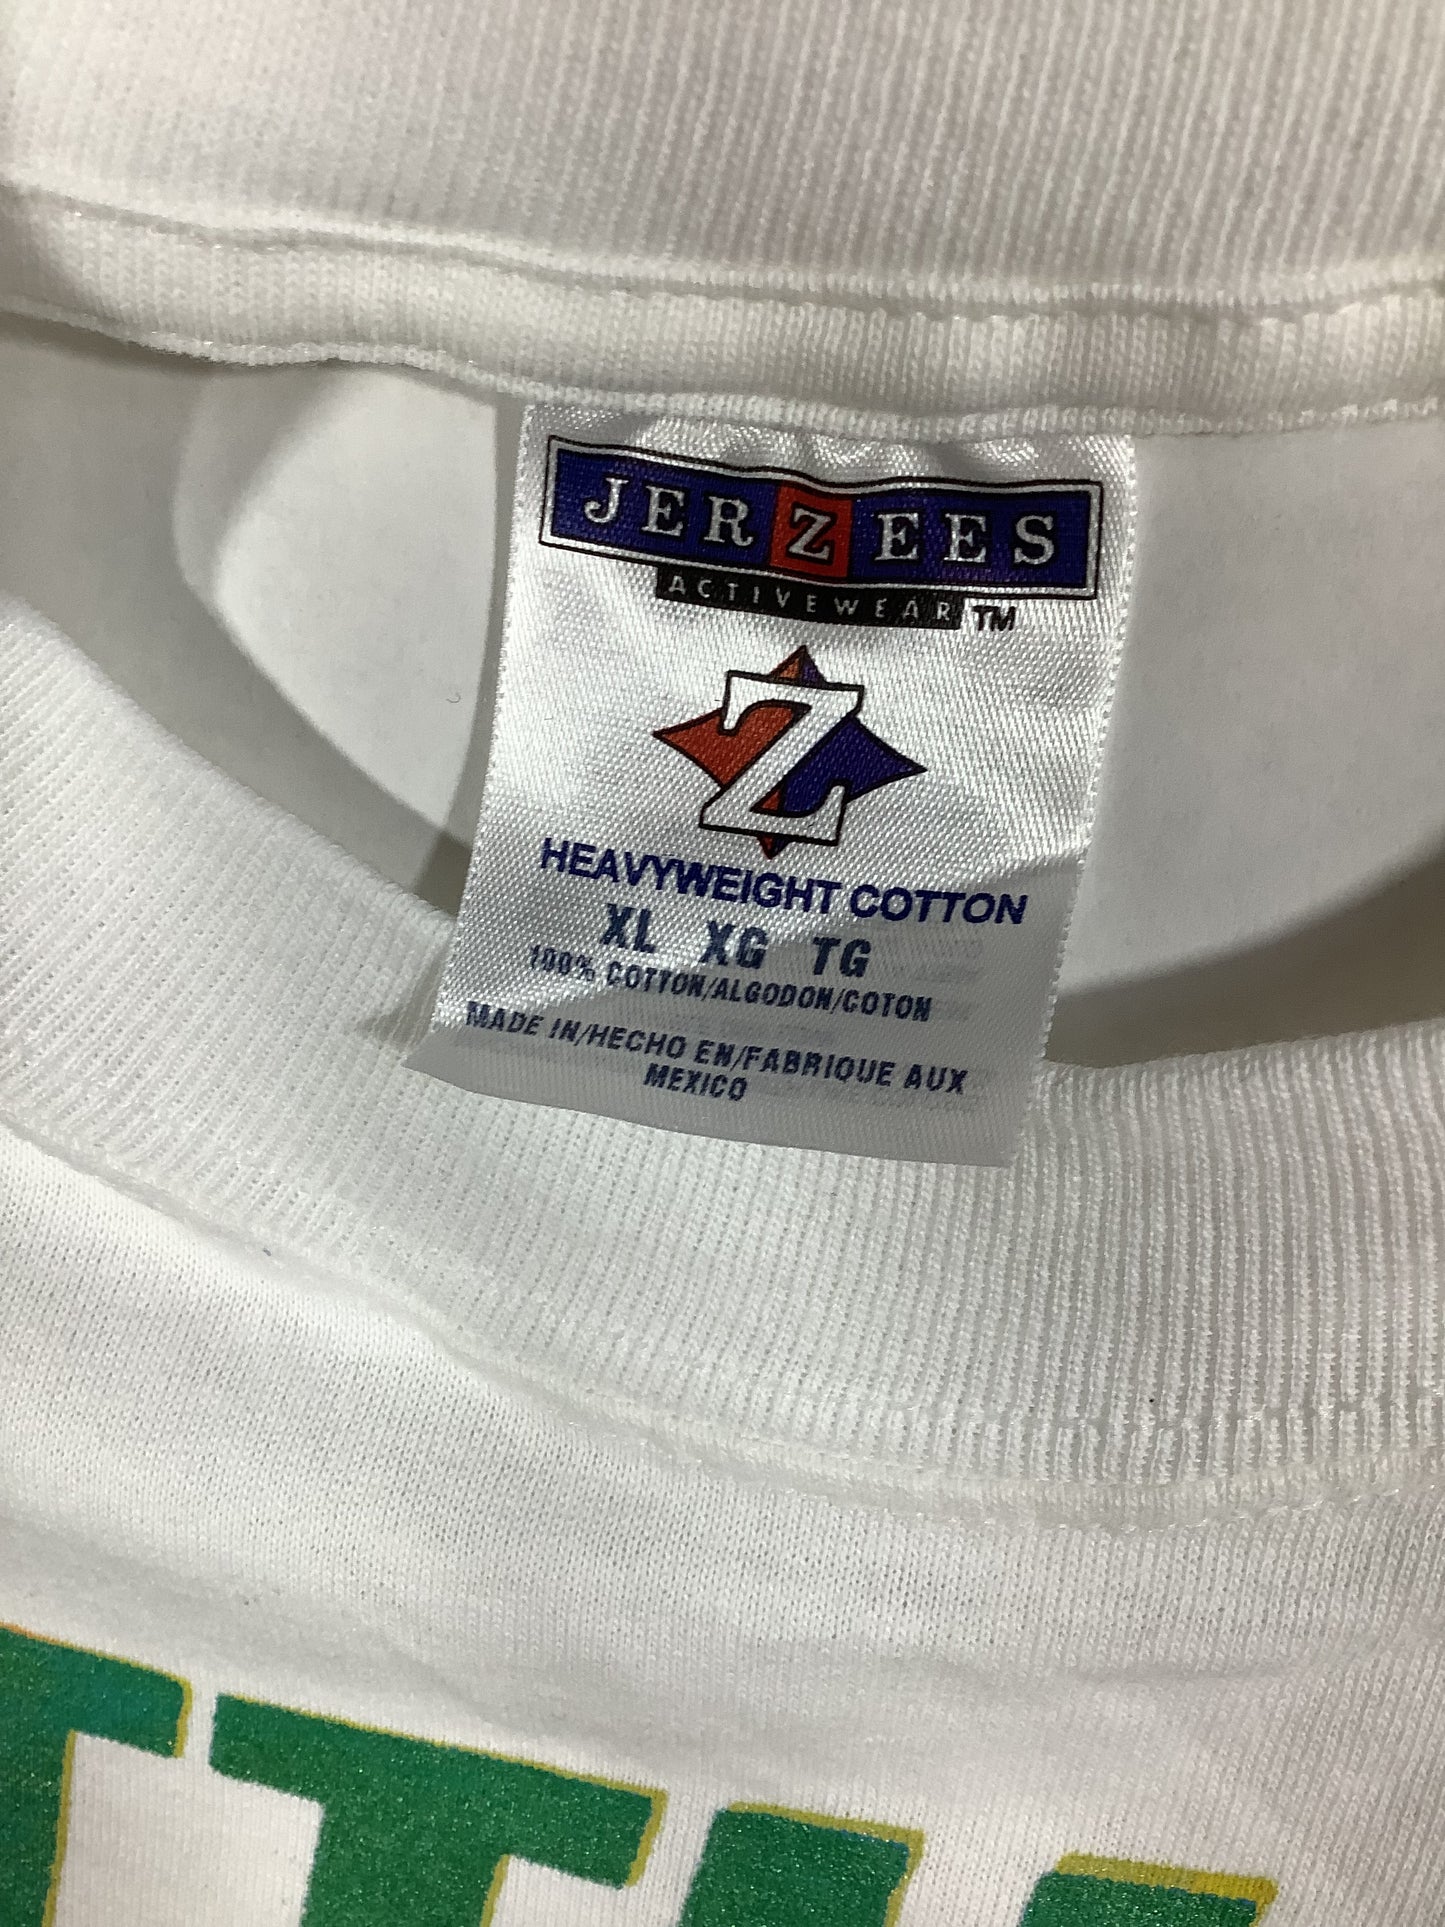 JERZEES
ACTIVEWEAR TM
Z
HEAVYWEIGHT COTTON
XL XG TG
100% COTTON/ALGODON/COTON
MADE IN/HECHO EN/FABRIQUE AUX
MEXICO